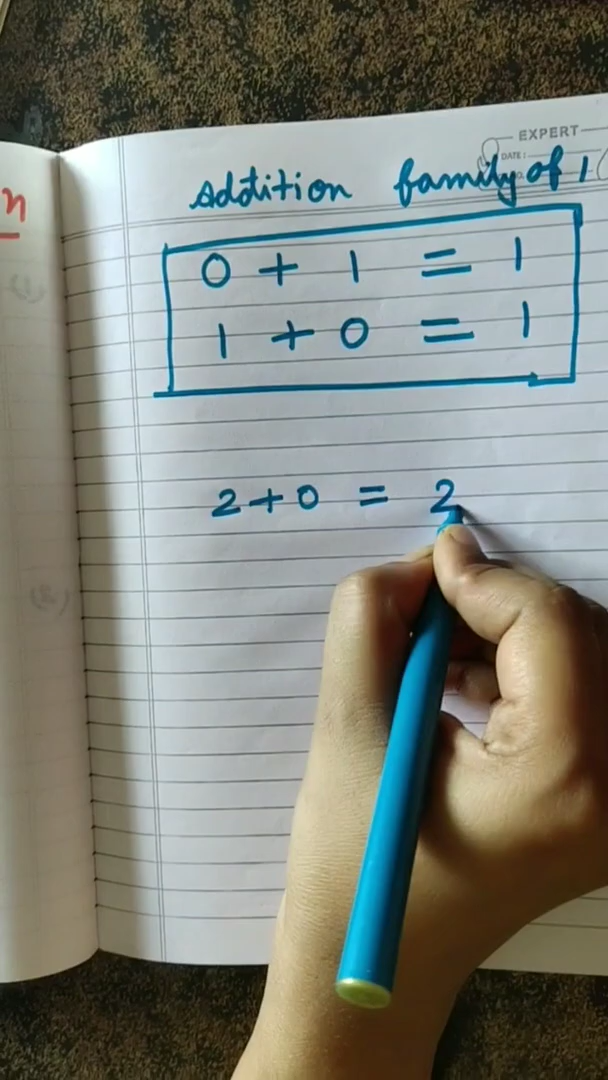 EXPERT
DATE:
Addition family of 1
0 + 1 = 1
1 + 0 = 1
2 + 0 = 2
n